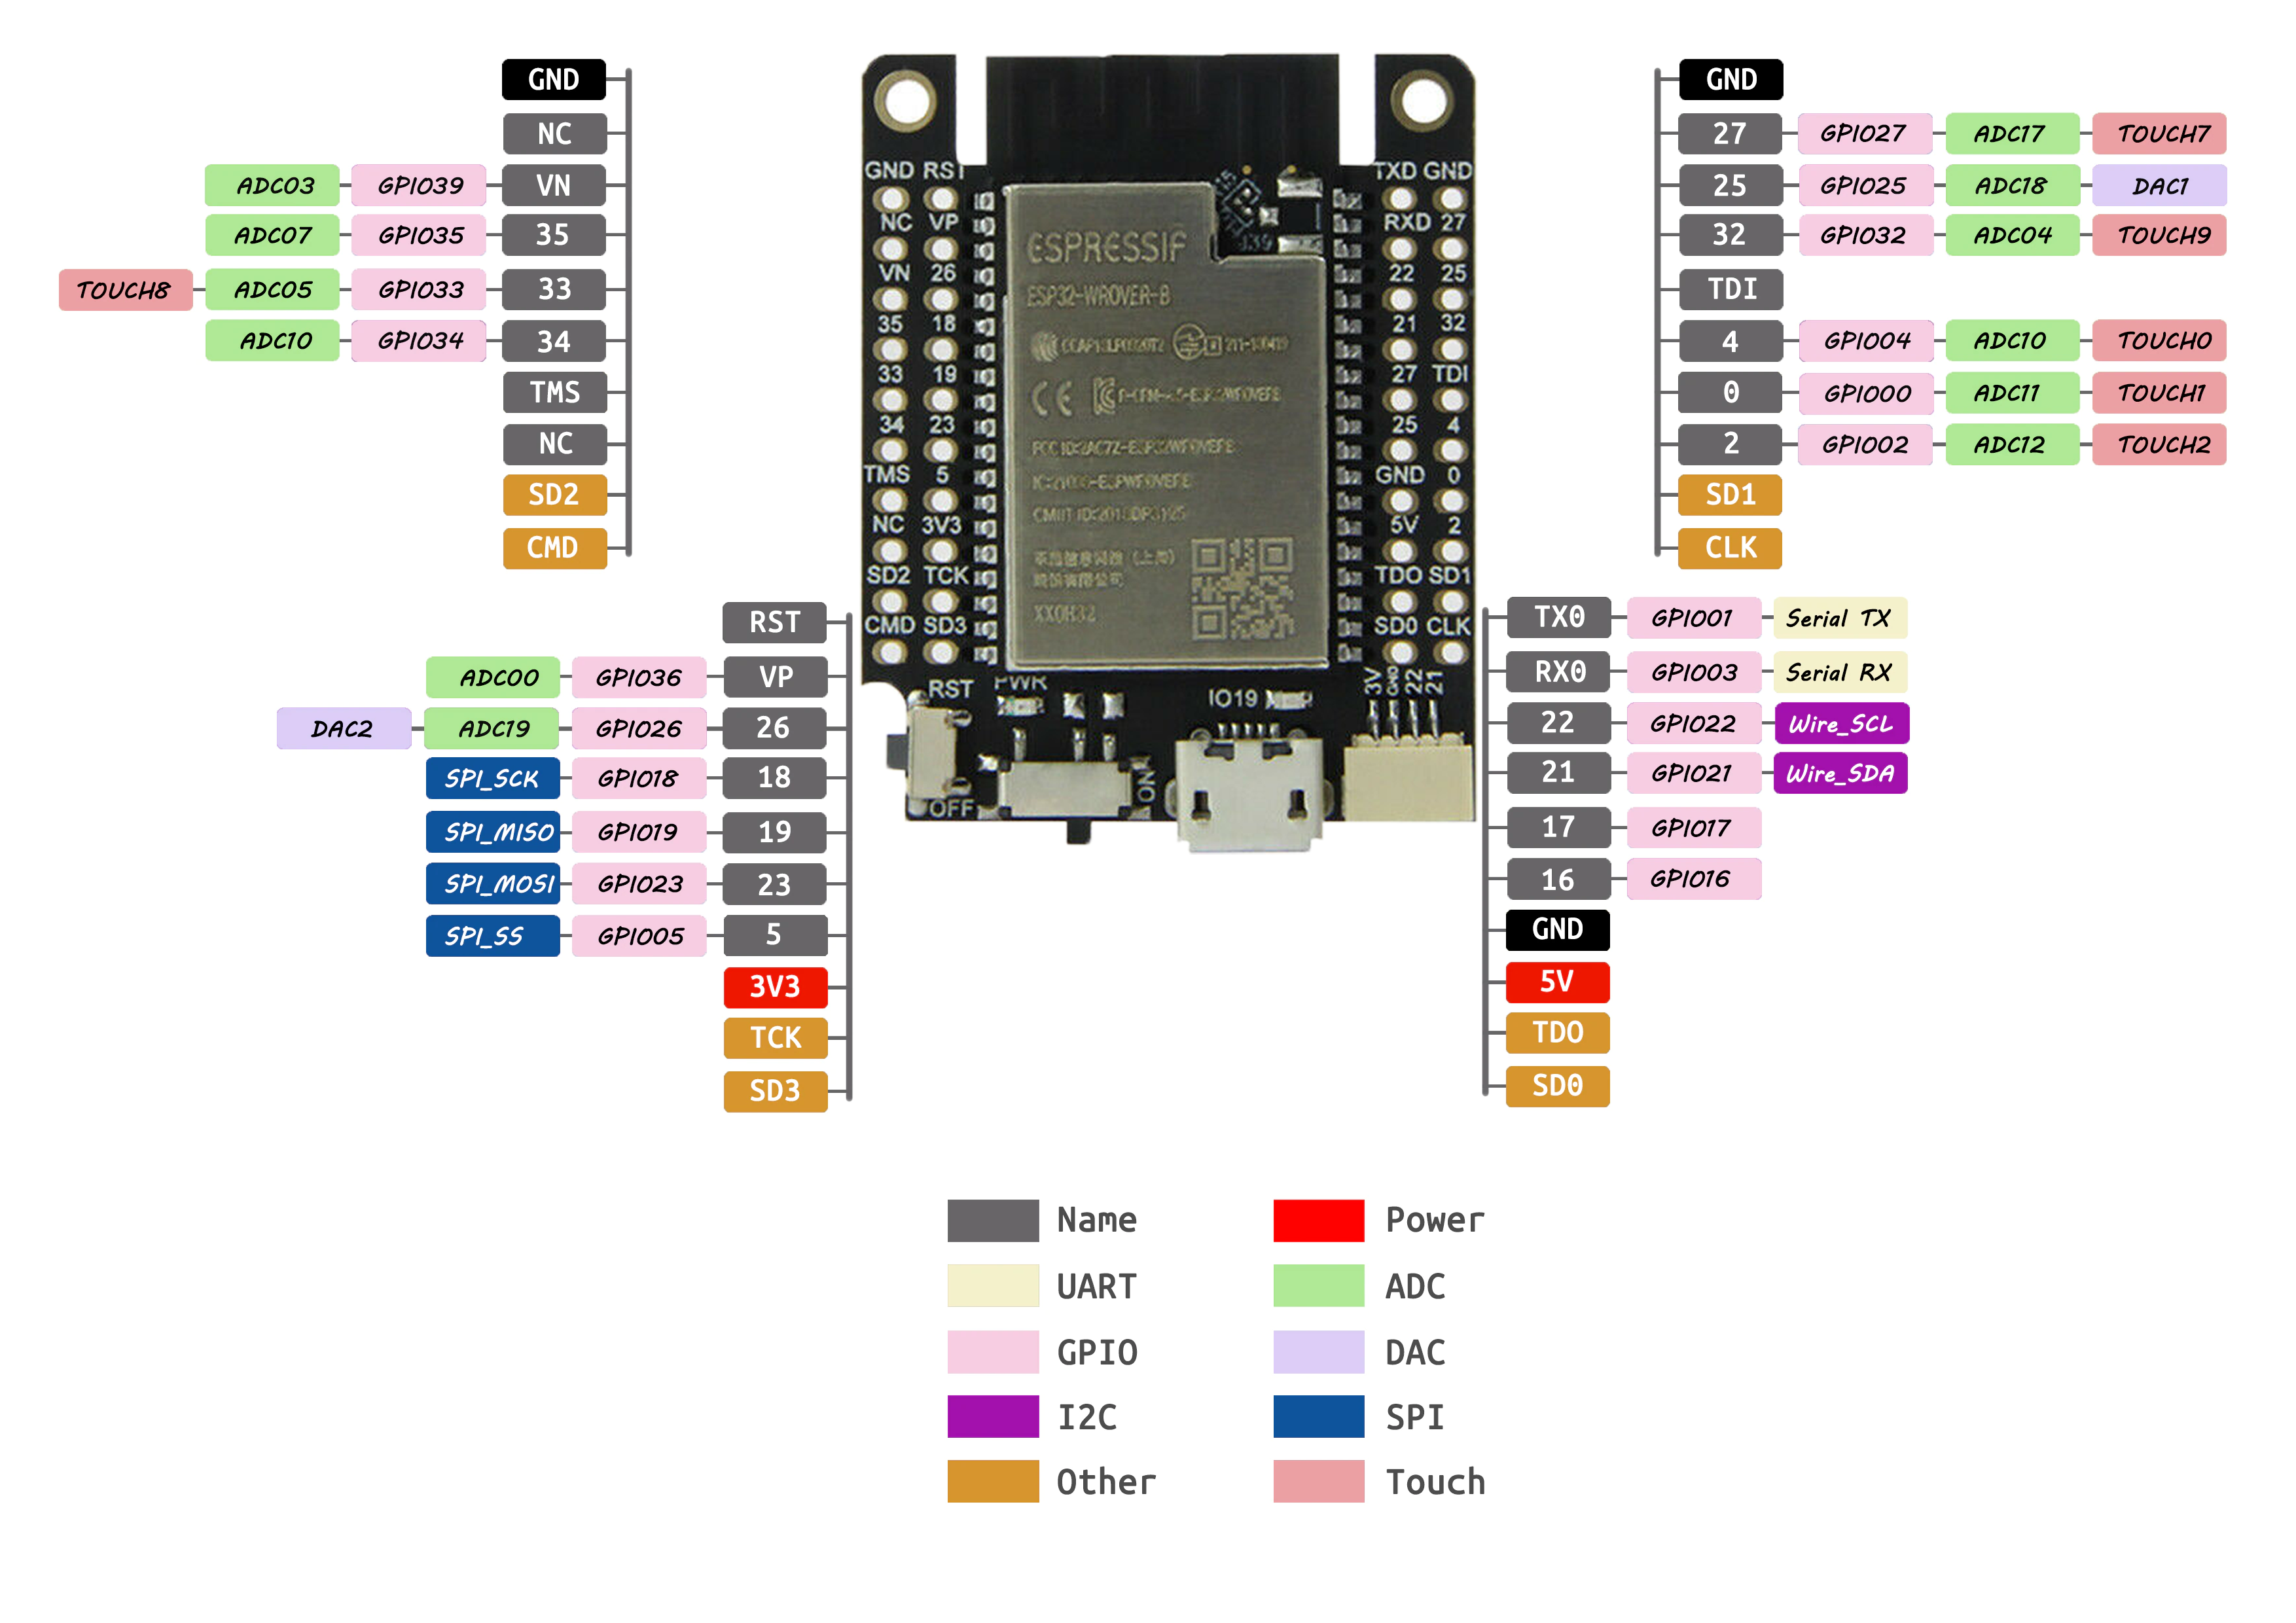 GND
NC
ADC03 GPIO39 VN
ADC07 GPIO35 35
TOUCH8 ADC05 GPIO33 33
ADC10 GPIO34 34
TMS
NC
SD2
CMD
RST
ADC00 GPIO36 VP
DAC2 ADC19 GPIO26 26
SPI_SCK GPIO18 18
SPI_MISO GPIO19 19
SPI_MOSI GPIO23 23
SPI_SS GPIO05 5
3V3
TCK
SD3
GND RST TXD GND
NC VP RXD 27
VN 26 22 25
35 18 21 32
33 19 27 TDI
34 23 25 4
TMS 5 GND 0
NC 3V3 5V 2
SD2 TCK TDO SD1
CMD SD3 SD0 CLK
ESPRESSIF
ESP32-WROVER-B
CE
RST PWR IO19 3V GND 22 21
OFF ON
GND
27 GPIO27 ADC17 TOUCH7
25 GPIO25 ADC18 DAC1
32 GPIO32 ADC04 TOUCH9
TDI
4 GPIO04 ADC10 TOUCH0
0 GPIO00 ADC11 TOUCH1
2 GPIO02 ADC12 TOUCH2
SD1
CLK
TX0 GPIO01 Serial TX
RX0 GPIO03 Serial RX
22 GPIO22 Wire_SCL
21 GPIO21 Wire_SDA
17 GPIO17
16 GPIO16
GND
5V
TDO
SD0
Name Power
UART ADC
GPIO DAC
I2C SPI
Other Touch